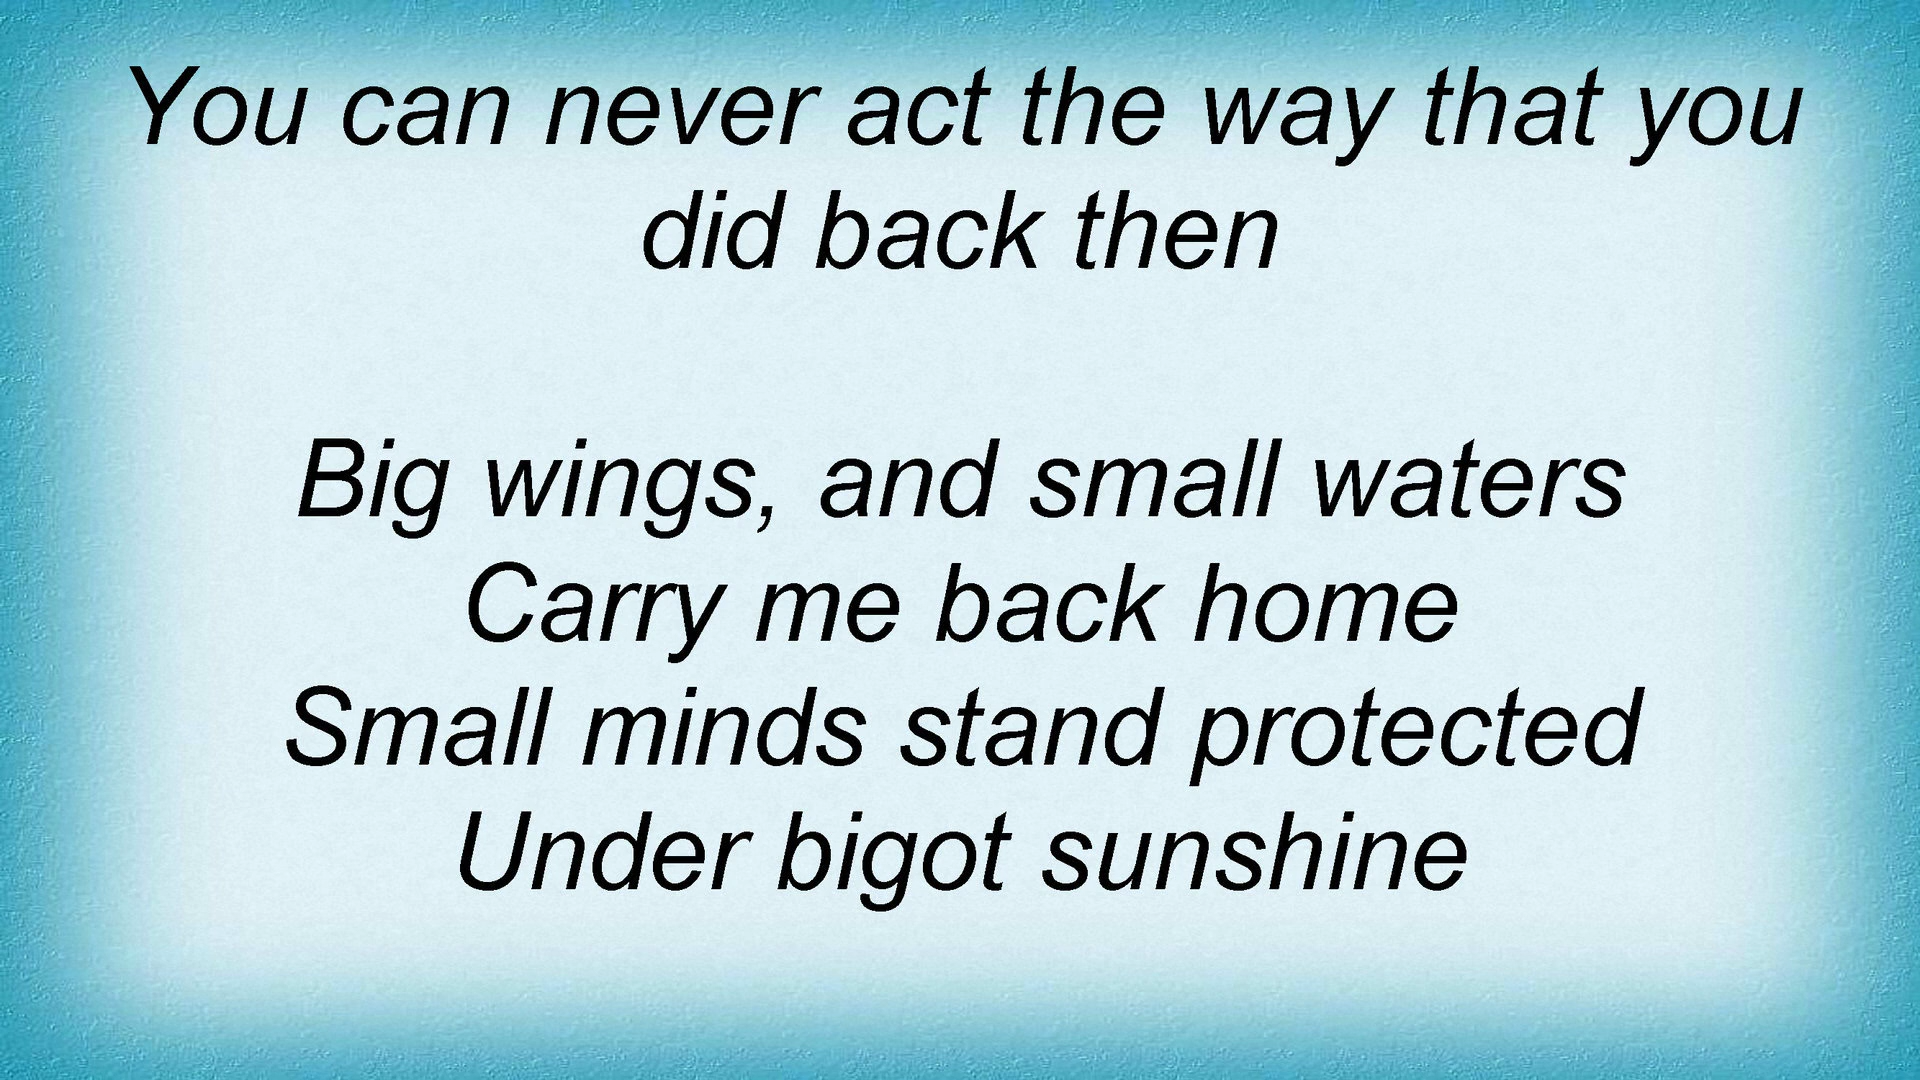 You can never act the way that you
did back then
Big wings, and small waters
Carry me back home
Small minds stand protected
Under bigot sunshine